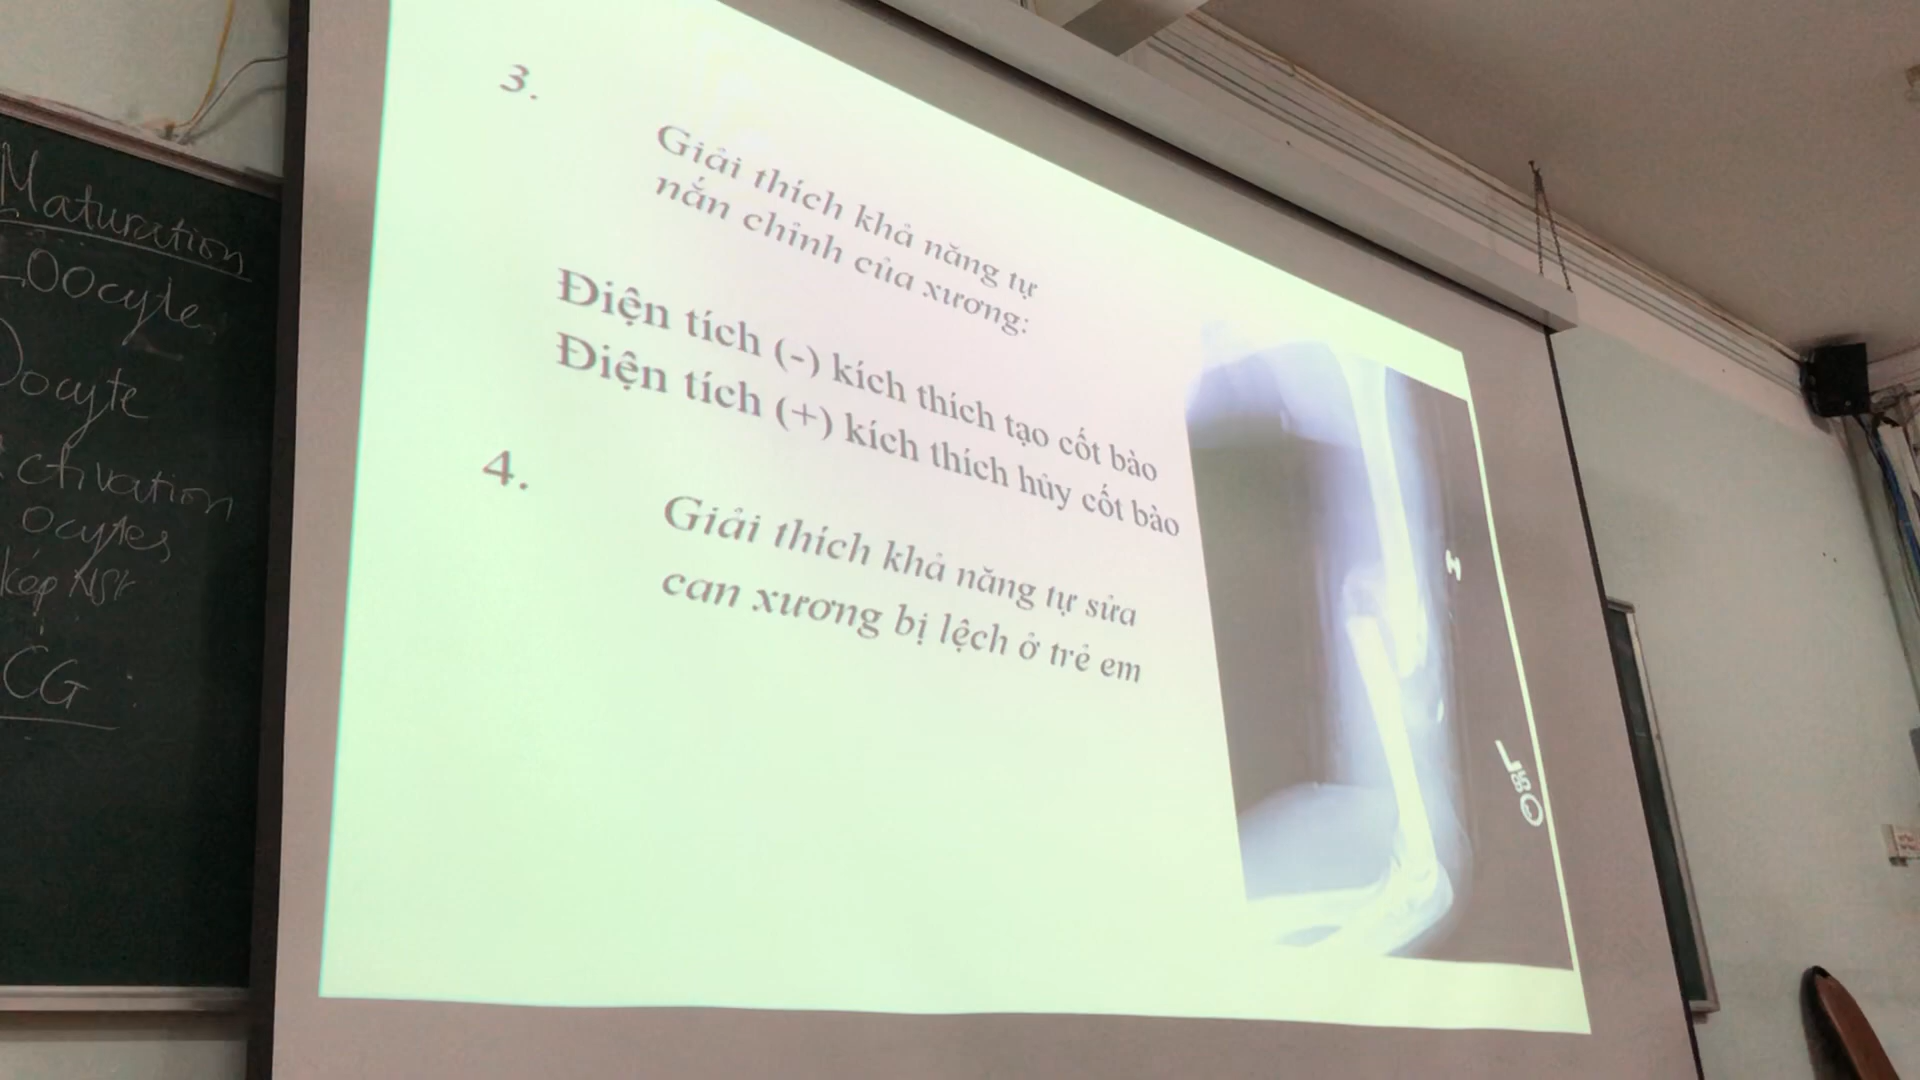 Maturation
Oocyte
Oocyte
ctivation
oocytes
kép NST
CG
3.
Giải thích khả năng tự
nắn chỉnh của xương:
Điện tích (-) kích thích tạo cốt bào
Điện tích (+) kích thích hủy cốt bào
4.
Giải thích khả năng tự sửa
can xương bị lệch ở trẻ em
L